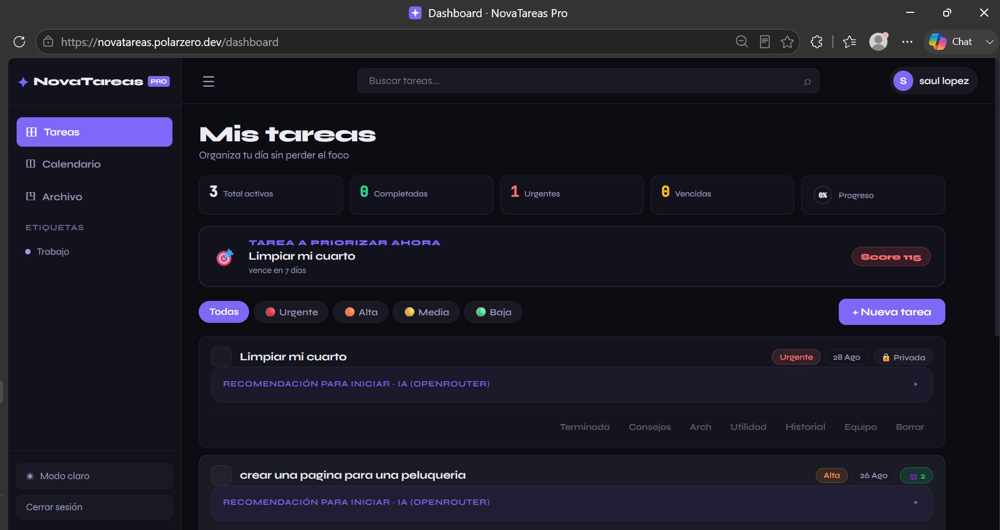 Dashboard · NovaTareas Pro
https://novatareas.polarzero.dev/dashboard
Chat
NovaTareas PRO
Buscar tareas...
S saul lopez
Tareas
Calendario
Archivo
ETIQUETAS
Trabajo
Modo claro
Cerrar sesión
Mis tareas
Organiza tu día sin perder el foco
3 Total activas
0 Completadas
1 Urgentes
0 Vencidas
0% Progreso
TAREA A PRIORIZAR AHORA
Limpiar mi cuarto
vence en 7 días
Score 115
Todas Urgente Alta Media Baja
+ Nueva tarea
Limpiar mi cuarto
Urgente 28 Ago Privada
RECOMENDACIÓN PARA INICIAR · IA (OPENROUTER)
Terminada Consejos Arch Utilidad Historial Equipo Borrar
crear una pagina para una peluqueria
Alta 26 Ago 2
RECOMENDACIÓN PARA INICIAR · IA (OPENROUTER)